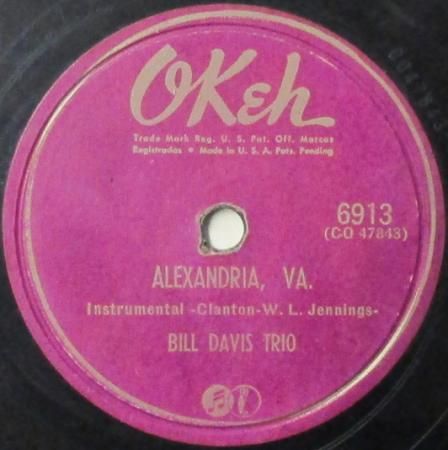 OKeh
Trade Mark Reg. U. S. Pat. Off. Marcas
Registradas • Made in U. S. A. Pats. Pending
6913
(CO 47843)
ALEXANDRIA, VA.
Instrumental -Clanton-W. L. Jennings-
BILL DAVIS TRIO